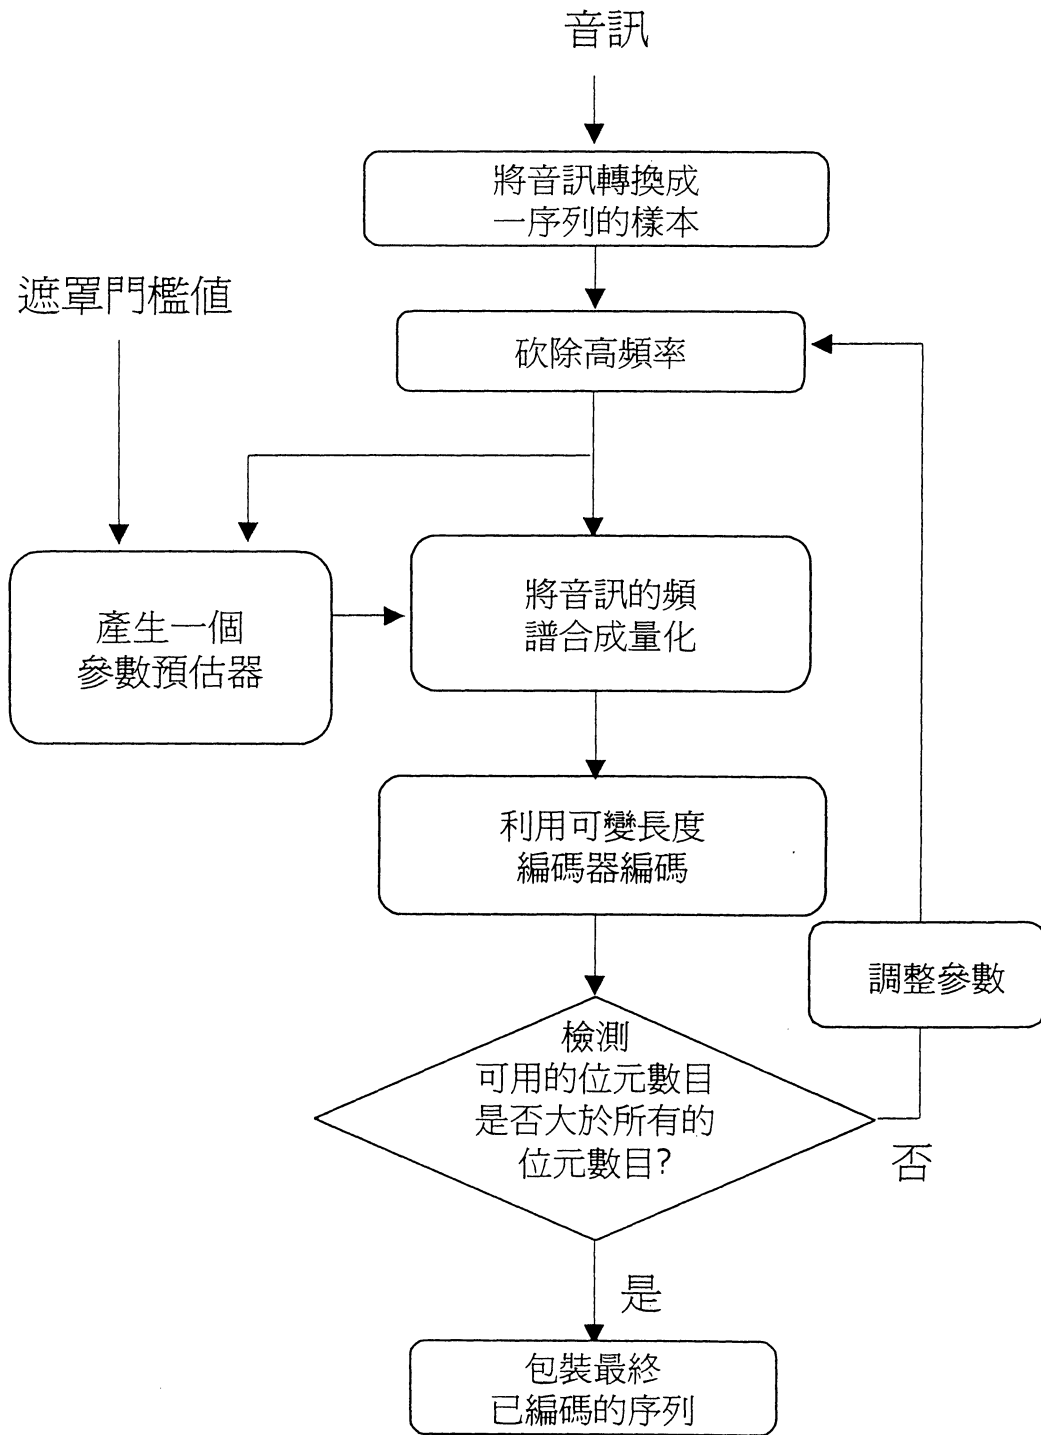 音訊
將音訊轉換成
一序列的樣本
遮罩門檻值
砍除高頻率
產生一個
參數預估器
將音訊的頻
譜合成量化
利用可變長度
編碼器編碼
調整參數
檢測
可用的位元數目
是否大於所有的
位元數目?
否
是
包裝最終
已編碼的序列